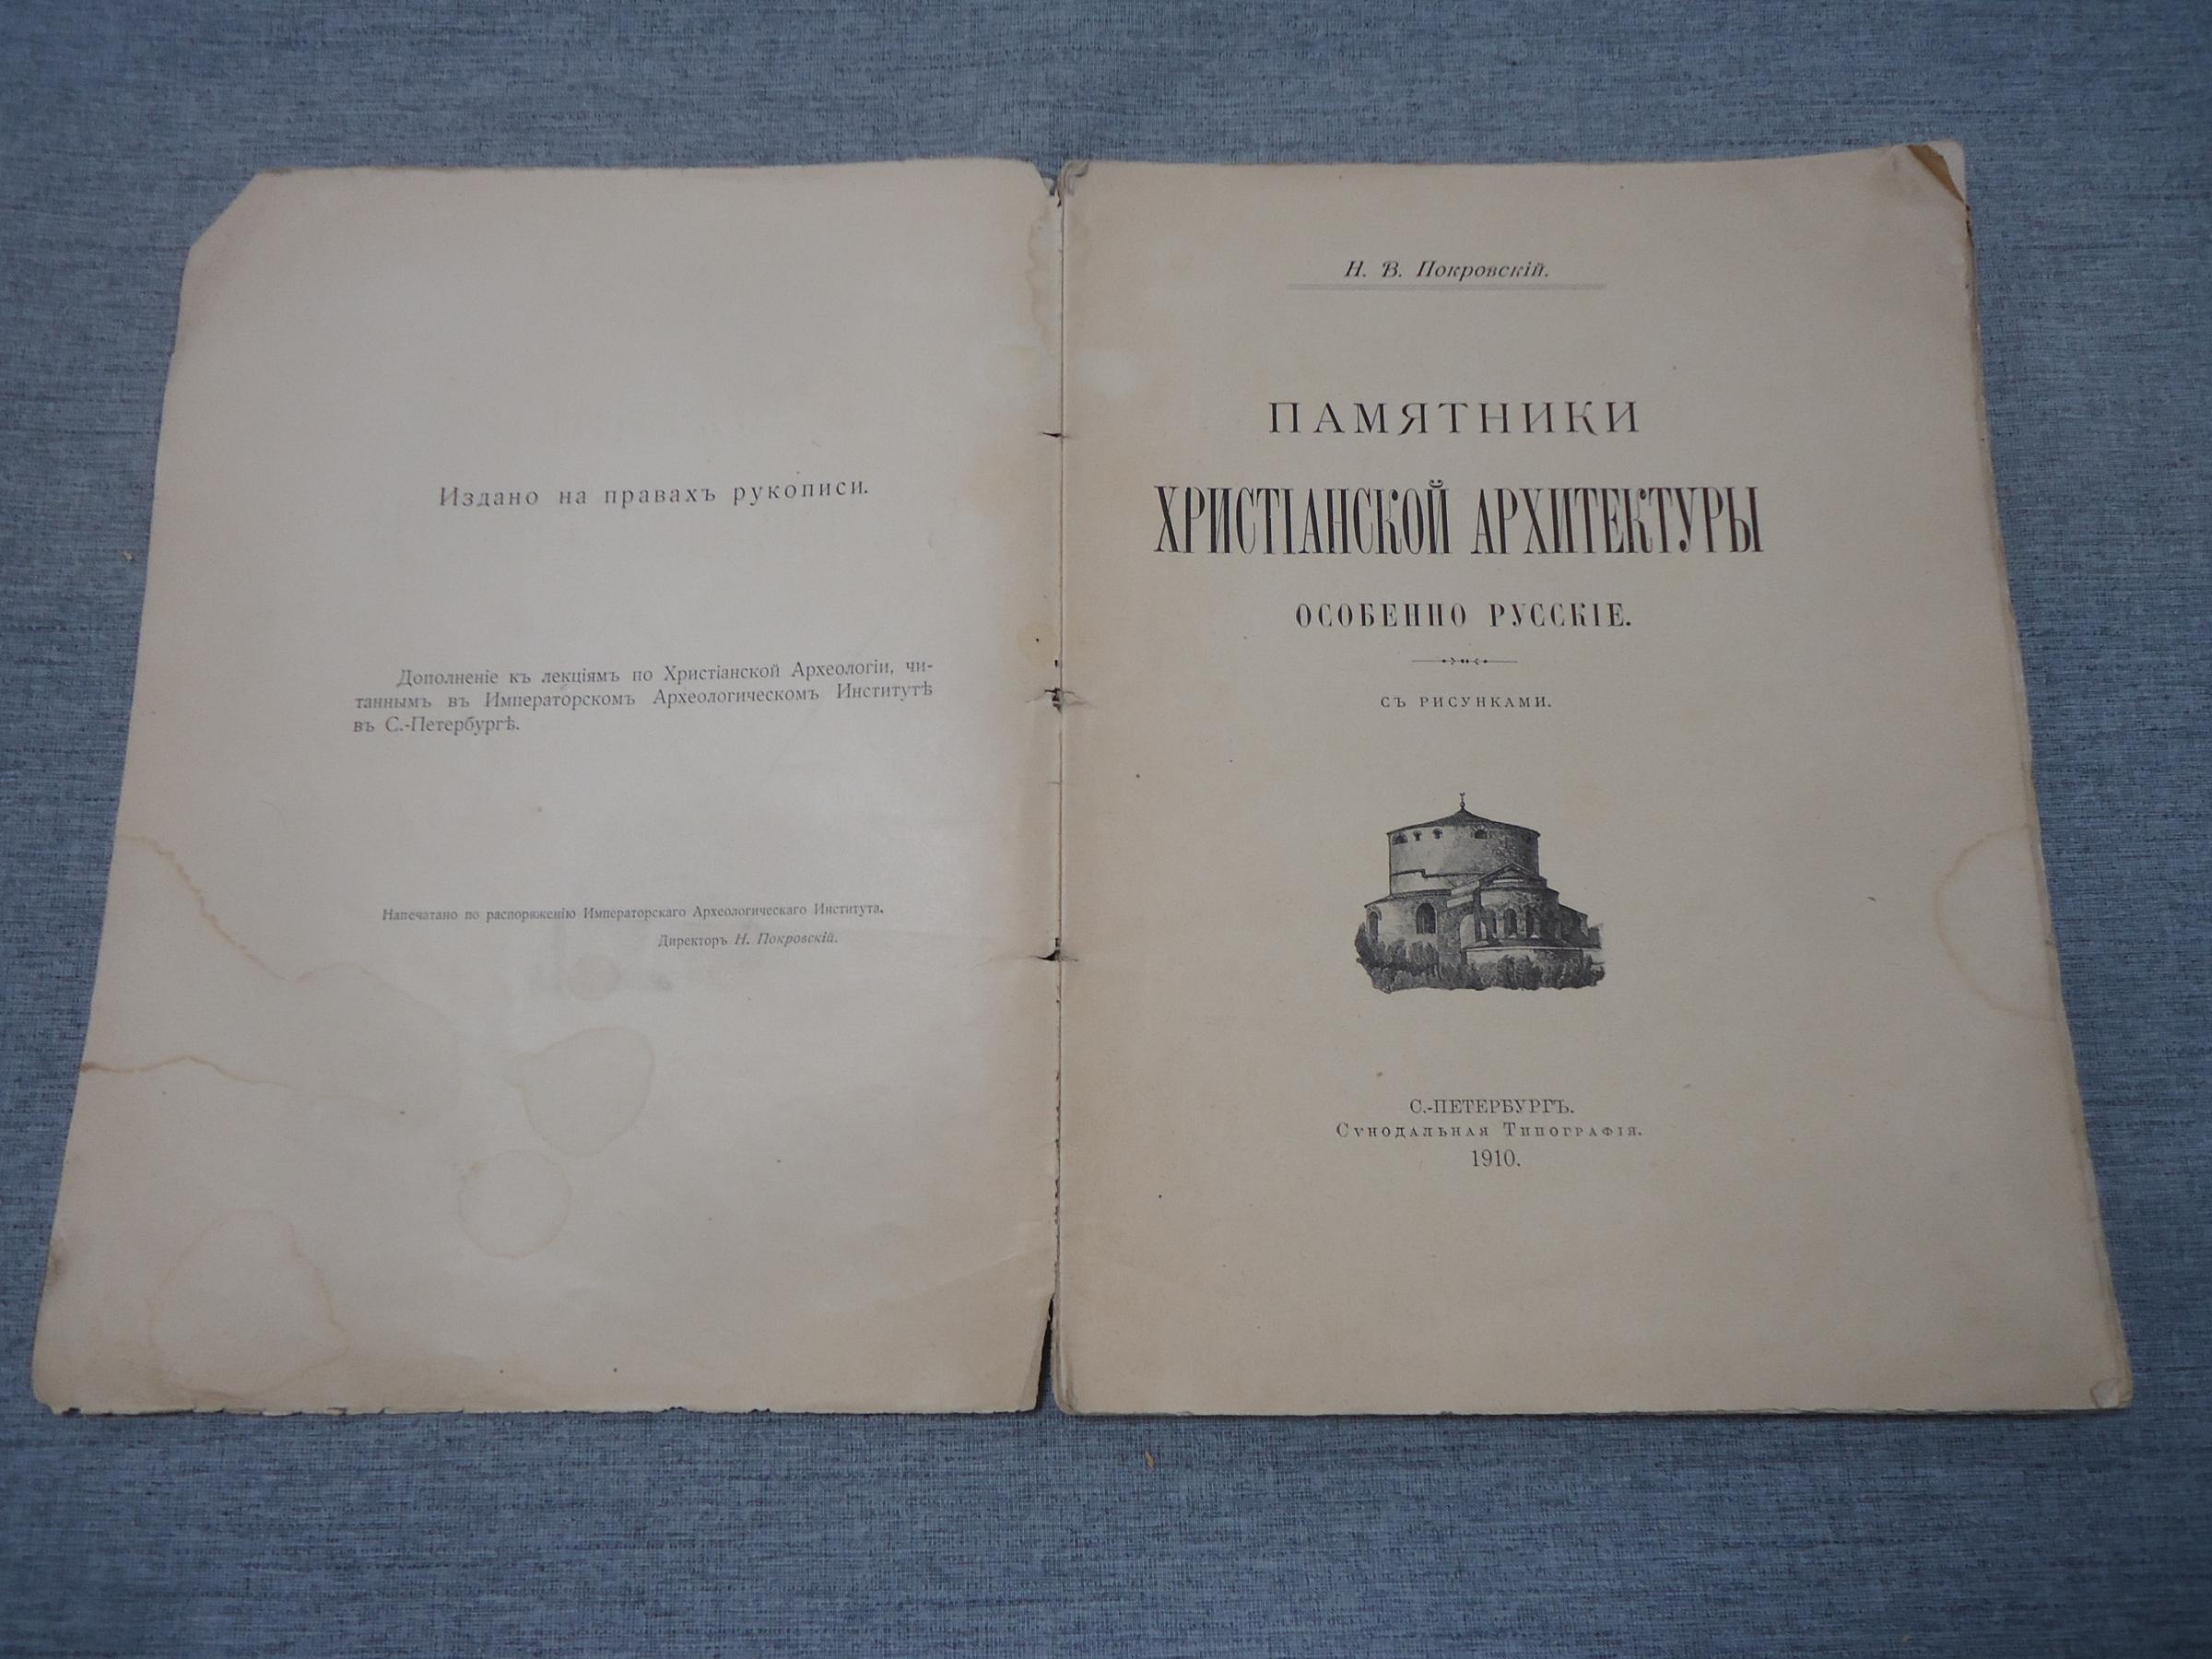 Издано на правахъ рукописи.
Дополненіе къ лекціямъ по Христіанской Археологіи, чи-
таннымъ въ Императорскомъ Археологическомъ Институтѣ
въ С.-Петербургѣ.
Напечатано по распоряженію Императорскаго Археологическаго Института.
Директоръ Н. Покровскій.
Н. В. Покровскій.
ПАМЯТНИКИ
ХРИСТІАНСКОЙ АРХИТЕКТУРЫ
ОСОБЕННО РУССКІЕ.
СЪ РИСУНКАМИ.
С.-ПЕТЕРБУРГЪ.
Сѵнодальная Типографія.
1910.